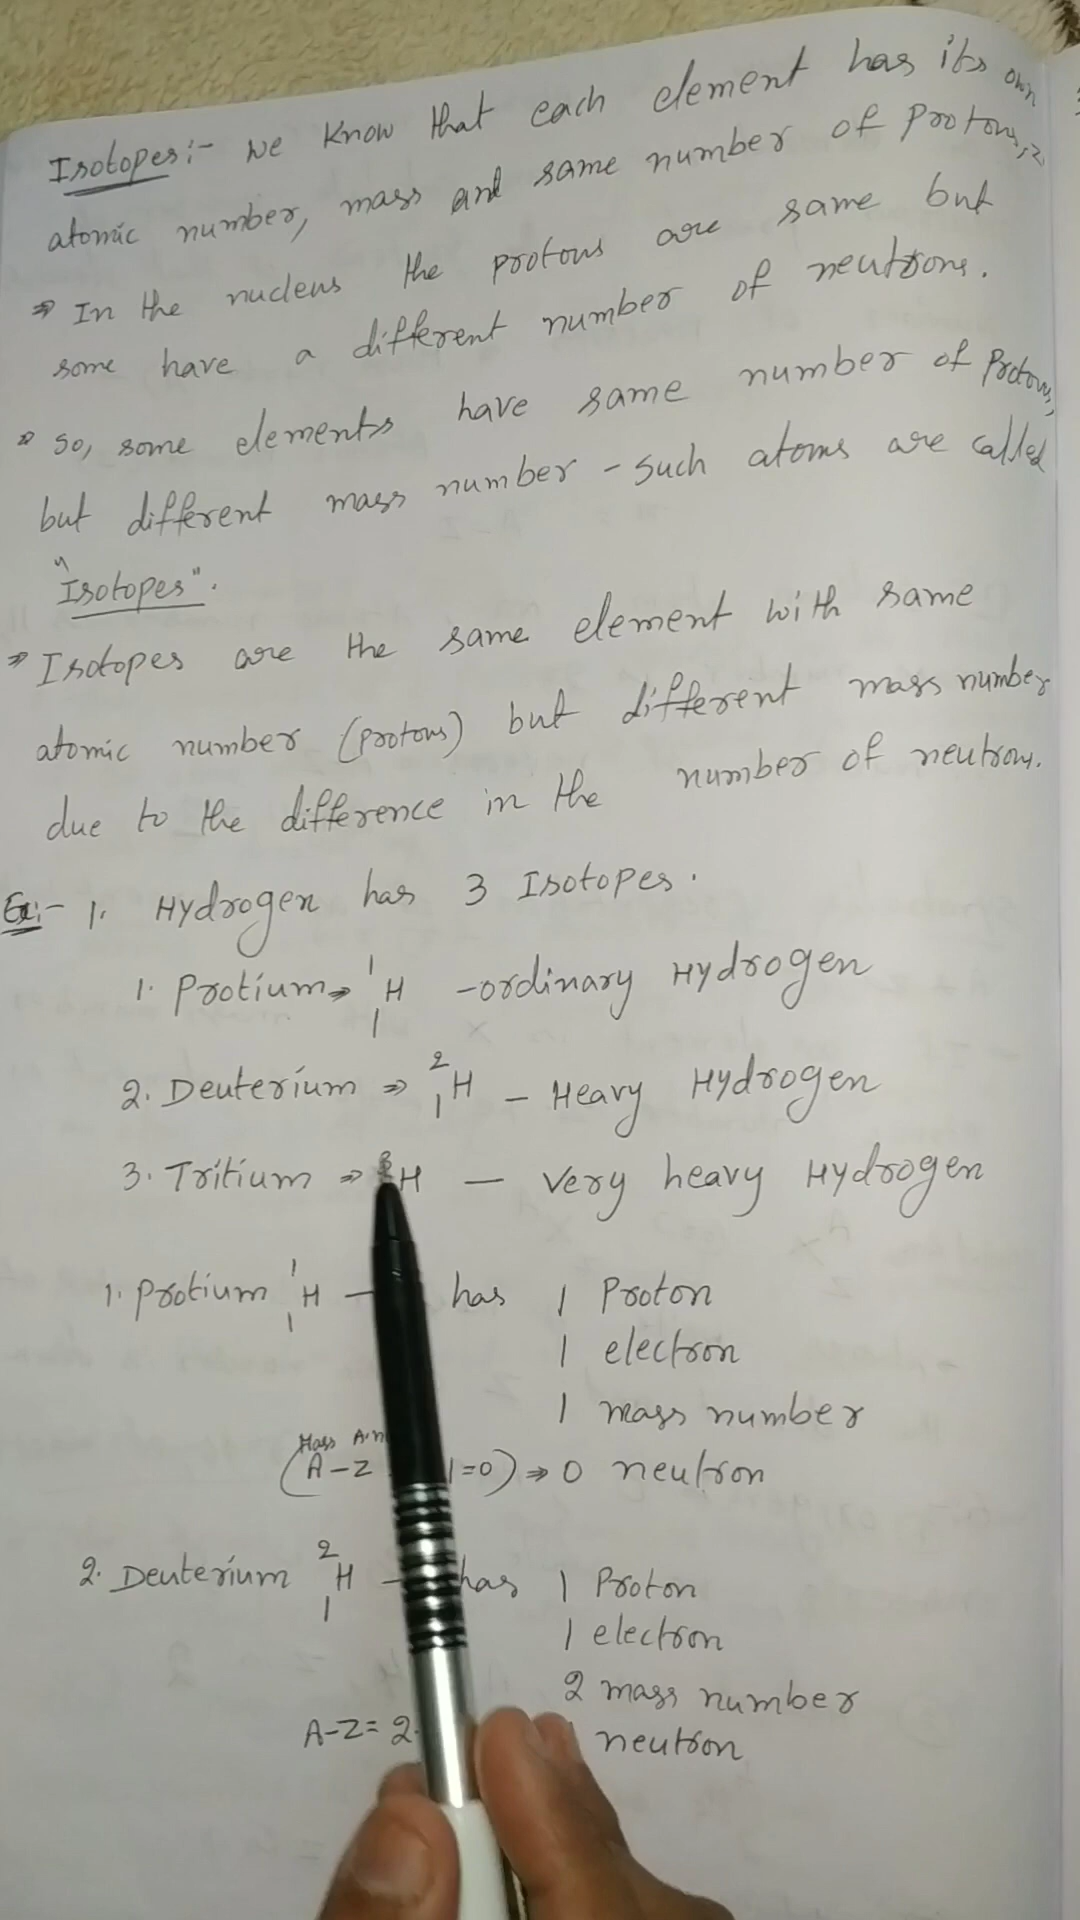 Isotopes:- We know that each element has its own
atomic number, mass and same number of protons,
⇒ In the nucleus the protons are same but
some have a different number of neutrons.
⇒ So, some elements have same number of Protons,
but different mass number - such atoms are called
"Isotopes".
⇒ Isotopes are the same element with same
atomic number (protons) but different mass number
due to the difference in the number of neutrons.
Ex:- 1. Hydrogen has 3 Isotopes.
1. Protium ⇒ ¹₁H - ordinary Hydrogen
2. Deuterium ⇒ ²₁H - Heavy Hydrogen
3. Tritium ⇒ ³H - Very heavy Hydrogen
1. Protium ¹₁H - has 1 Proton
1 electron
1 mass number
Mass A.n
(A-Z 1=0) ⇒ 0 neutron
2. Deuterium ²₁H - has 1 Proton
1 electron
2 mass number
A-Z=2 neutron